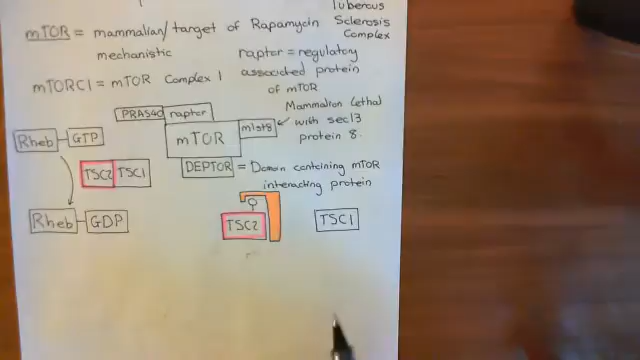 Tuberous
Sclerosis
Complex
mTOR = mammalian/target of Rapamycin
mechanistic
raptor = regulatory
associated protein
of mTOR
mTORC1 = mTOR Complex 1
Mammalian Lethal
with sec13
protein 8.
PRAS40 raptor
mTOR
mlst8
Rheb GTP
TSC2 TSC1
DEPTOR = Domain containing mTOR
interacting protein
Rheb GDP
P
TSC2
TSC1